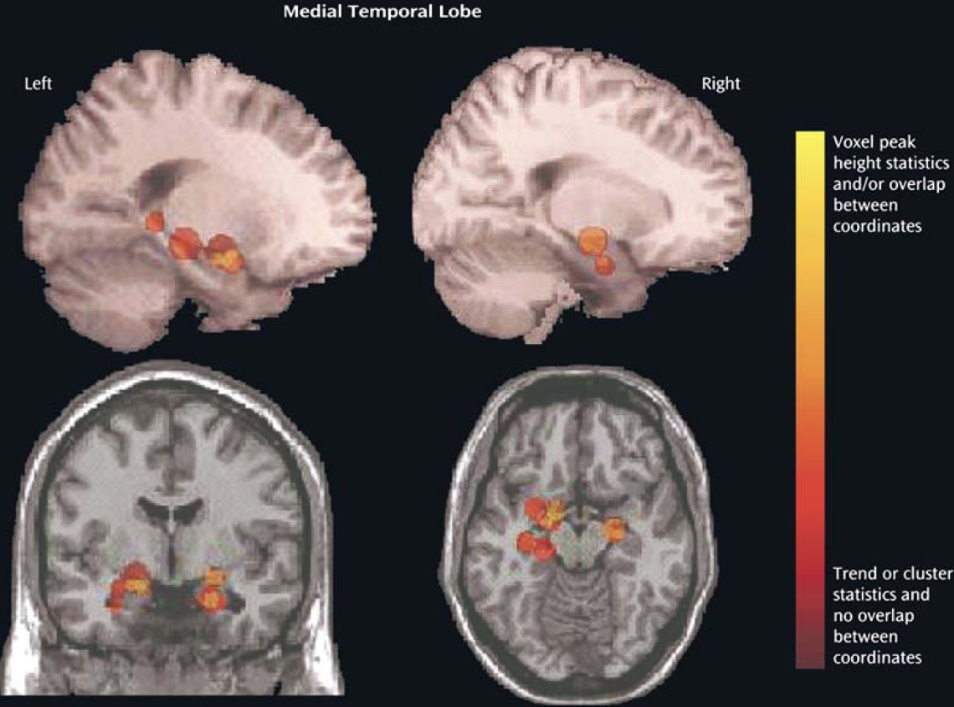 Medial Temporal Lobe
Left
Right
Voxel peak
height statistics
and/or overlap
between
coordinates
Trend or cluster
statistics and
no overlap
between
coordinates